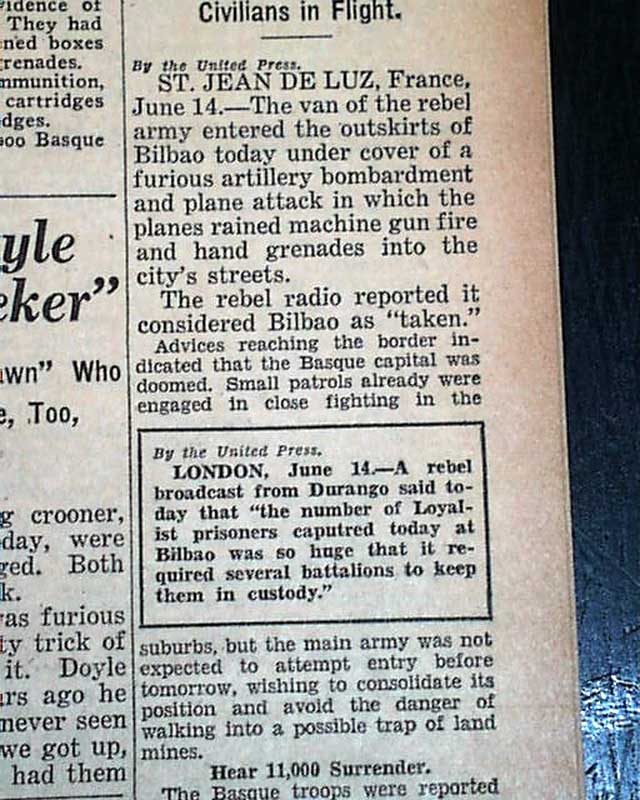 idence of
They had
ned boxes
renades.
mmunition,
cartridges
dges.
oo Basque
yle
eker”
wn” Who
e, Too,
g crooner,
day, were
ged. Both
k.
as furious
ty trick of
it. Doyle
rs ago he
never seen
we got up,
had them
Civilians in Flight.
By the United Press.
ST. JEAN DE LUZ, France,
June 14.—The van of the rebel
army entered the outskirts of
Bilbao today under cover of a
furious artillery bombardment
and plane attack in which the
planes rained machine gun fire
and hand grenades into the
city’s streets.
The rebel radio reported it
considered Bilbao as “taken.”
Advices reaching the border in-
dicated that the Basque capital was
doomed. Small patrols already were
engaged in close fighting in the
By the United Press.
LONDON, June 14.—A rebel
broadcast from Durango said to-
day that “the number of Loyal-
ist prisoners caputred today at
Bilbao was so huge that it re-
quired several battalions to keep
them in custody.”
suburbs, but the main army was not
expected to attempt entry before
tomorrow, wishing to consolidate its
position and avoid the danger of
walking into a possible trap of land
mines.
Hear 11,000 Surrender.
The Basque troops were reported